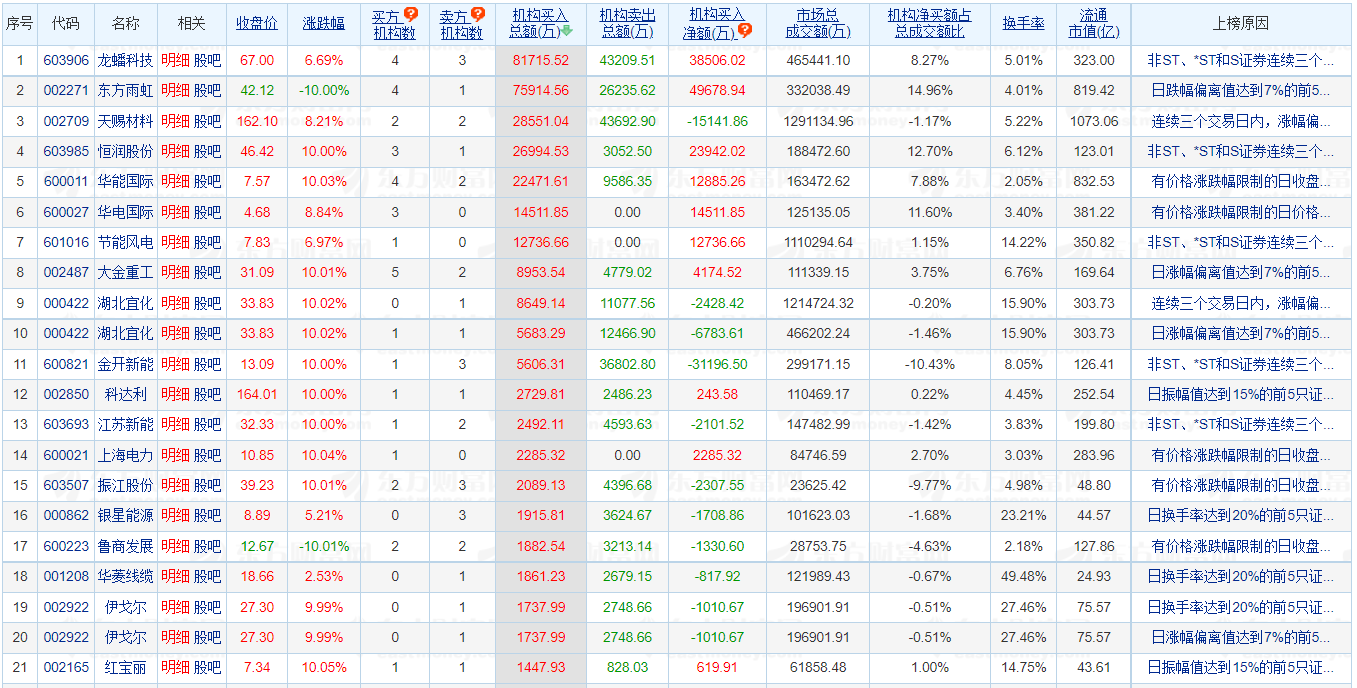 序号 代码 名称 相关 收盘价 涨跌幅 买方 机构数 卖方 机构数 机构买入 总额(万) 机构卖出 总额(万) 机构买入 净额(万) 市场总 成交额(万) 机构净买额占 总成交额比 换手率 流通 市值(亿) 上榜原因
1 603906 龙蟠科技 明细 股吧 67.00 6.69% 4 3 81715.52 43209.51 38506.02 465441.10 8.27% 5.01% 323.00 非ST、*ST和S证券连续三个...
2 002271 东方雨虹 明细 股吧 42.12 -10.00% 4 1 75914.56 26235.62 49678.94 332038.49 14.96% 4.01% 819.42 日跌幅偏离值达到7%的前5...
3 002709 天赐材料 明细 股吧 162.10 8.21% 2 2 28551.04 43692.90 -15141.86 1291134.96 -1.17% 5.22% 1073.06 连续三个交易日内，涨幅偏...
4 603985 恒润股份 明细 股吧 46.42 10.00% 3 1 26994.53 3052.50 23942.02 188472.60 12.70% 6.12% 123.01 非ST、*ST和S证券连续三个...
5 600011 华能国际 明细 股吧 7.57 10.03% 4 2 22471.61 9586.35 12885.26 163472.62 7.88% 2.05% 832.53 有价格涨跌幅限制的日收盘...
6 600027 华电国际 明细 股吧 4.68 8.84% 3 0 14511.85 0.00 14511.85 125135.05 11.60% 3.40% 381.22 有价格涨跌幅限制的日价格...
7 601016 节能风电 明细 股吧 7.83 6.97% 1 0 12736.66 0.00 12736.66 1110294.64 1.15% 14.22% 350.82 非ST、*ST和S证券连续三个...
8 002487 大金重工 明细 股吧 31.09 10.01% 5 2 8953.54 4779.02 4174.52 111339.15 3.75% 6.76% 169.64 日涨幅偏离值达到7%的前5...
9 000422 湖北宜化 明细 股吧 33.83 10.02% 0 1 8649.14 11077.56 -2428.42 1214724.32 -0.20% 15.90% 303.73 连续三个交易日内，涨幅偏...
10 000422 湖北宜化 明细 股吧 33.83 10.02% 1 1 5683.29 12466.90 -6783.61 466202.24 -1.46% 15.90% 303.73 日涨幅偏离值达到7%的前5...
11 600821 金开新能 明细 股吧 13.09 10.00% 1 3 5606.31 36802.80 -31196.50 299171.15 -10.43% 8.05% 126.41 非ST、*ST和S证券连续三个...
12 002850 科达利 明细 股吧 164.01 10.00% 1 1 2729.81 2486.23 243.58 110469.17 0.22% 4.45% 252.54 日振幅值达到15%的前5只证...
13 603693 江苏新能 明细 股吧 32.33 10.00% 1 2 2492.11 4593.63 -2101.52 147482.99 -1.42% 3.83% 199.80 非ST、*ST和S证券连续三个...
14 600021 上海电力 明细 股吧 10.85 10.04% 1 0 2285.32 0.00 2285.32 84746.59 2.70% 3.03% 283.96 有价格涨跌幅限制的日收盘...
15 603507 振江股份 明细 股吧 39.23 10.01% 2 3 2089.13 4396.68 -2307.55 23625.42 -9.77% 4.98% 48.80 有价格涨跌幅限制的日收盘...
16 000862 银星能源 明细 股吧 8.89 5.21% 0 3 1915.81 3624.67 -1708.86 101623.03 -1.68% 23.21% 44.57 日换手率达到20%的前5只证...
17 600223 鲁商发展 明细 股吧 12.67 -10.01% 2 2 1882.54 3213.14 -1330.60 28753.75 -4.63% 2.18% 127.86 有价格涨跌幅限制的日收盘...
18 001208 华菱线缆 明细 股吧 18.66 2.53% 0 1 1861.23 2679.15 -817.92 121989.43 -0.67% 49.48% 24.93 日换手率达到20%的前5只证...
19 002922 伊戈尔 明细 股吧 27.30 9.99% 0 1 1737.99 2748.66 -1010.67 196901.91 -0.51% 27.46% 75.57 日换手率达到20%的前5只证...
20 002922 伊戈尔 明细 股吧 27.30 9.99% 0 1 1737.99 2748.66 -1010.67 196901.91 -0.51% 27.46% 75.57 日涨幅偏离值达到7%的前5...
21 002165 红宝丽 明细 股吧 7.34 10.05% 1 1 1447.93 828.03 619.91 61858.48 1.00% 14.75% 43.61 日振幅值达到15%的前5只证...